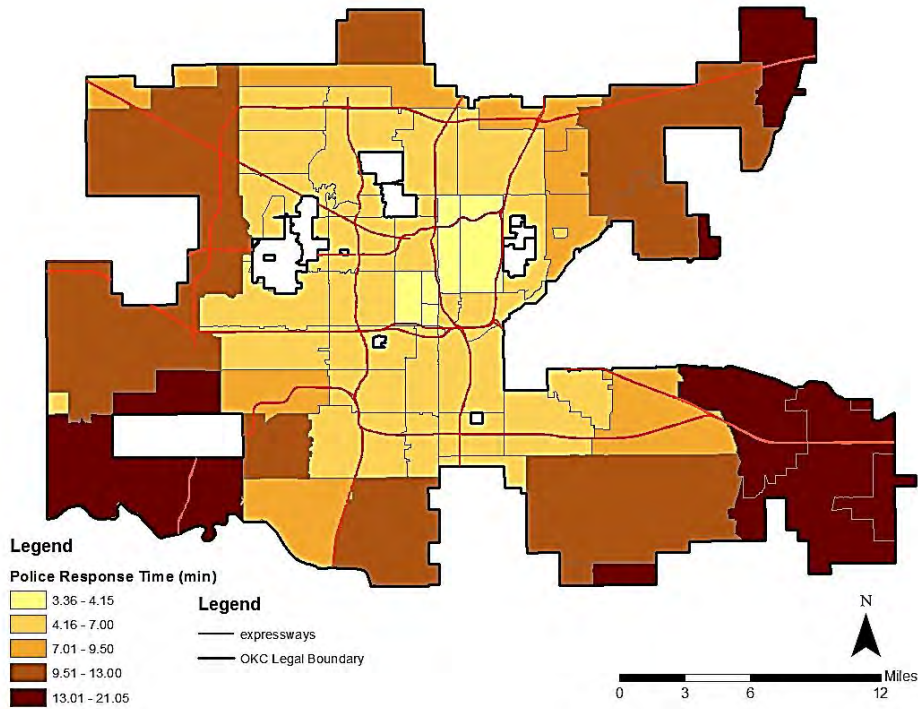 Legend
Police Response Time (min)
3.36 - 4.15
4.16 - 7.00
7.01 - 9.50
9.51 - 13.00
13.01 - 21.05
Legend
expressways
OKC Legal Boundary
N
Miles
0 3 6 12